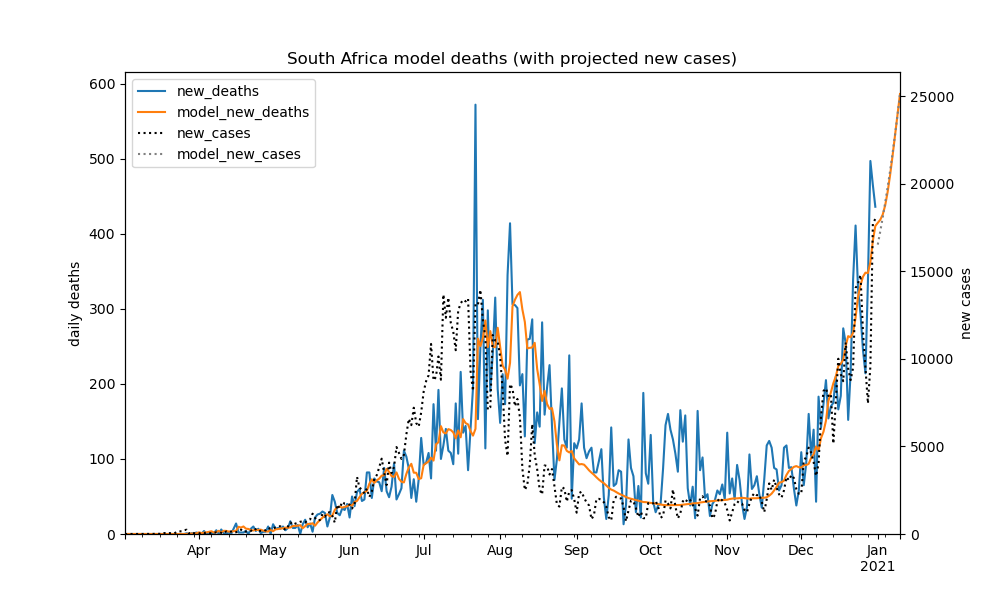 South Africa model deaths (with projected new cases)
new_deaths
model_new_deaths
new_cases
model_new_cases
daily deaths
600
500
400
300
200
100
0
new cases
25000
20000
15000
10000
5000
0
Apr May Jun Jul Aug Sep Oct Nov Dec Jan
2021